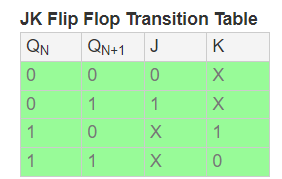 JK Flip Flop Transition Table
QN QN+1 J K
0 0 0 X
0 1 1 X
1 0 X 1
1 1 X 0